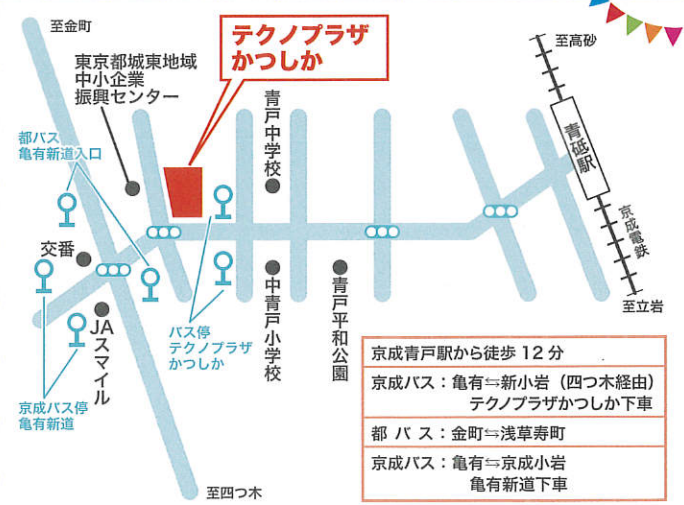 至金町
テクノプラザ
かつしか
東京都城東地域
中小企業
振興センター
至高砂
都バス
亀有新道入口
青戸中学校
青砥駅
京成電鉄
交番
JAスマイル
バス停
テクノプラザ
かつしか
中青戸小学校
青戸平和公園
至立岩
京成バス停
亀有新道
至四つ木
京成青戸駅から徒歩 12 分
京成バス：亀有⇆新小岩（四つ木経由）
テクノプラザかつしか下車
都 バ ス：金町⇆浅草寿町
京成バス：亀有⇆京成小岩
亀有新道下車